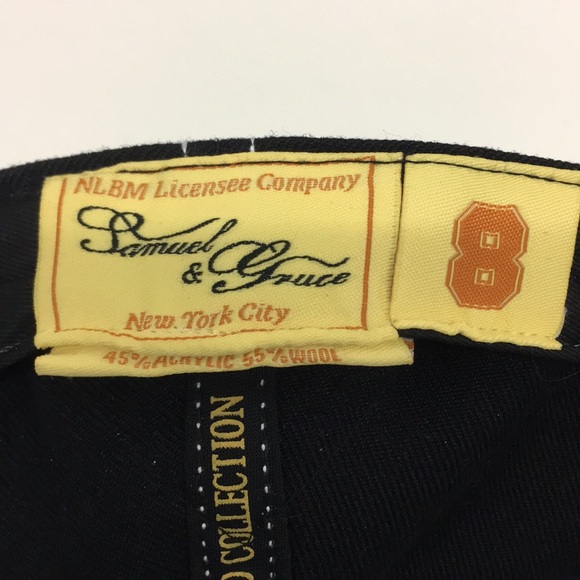 NLBM Licensee Company
Samuel
& Gruce
New York City
45% ACRYLIC 55% WOOL
8
COLLECTION